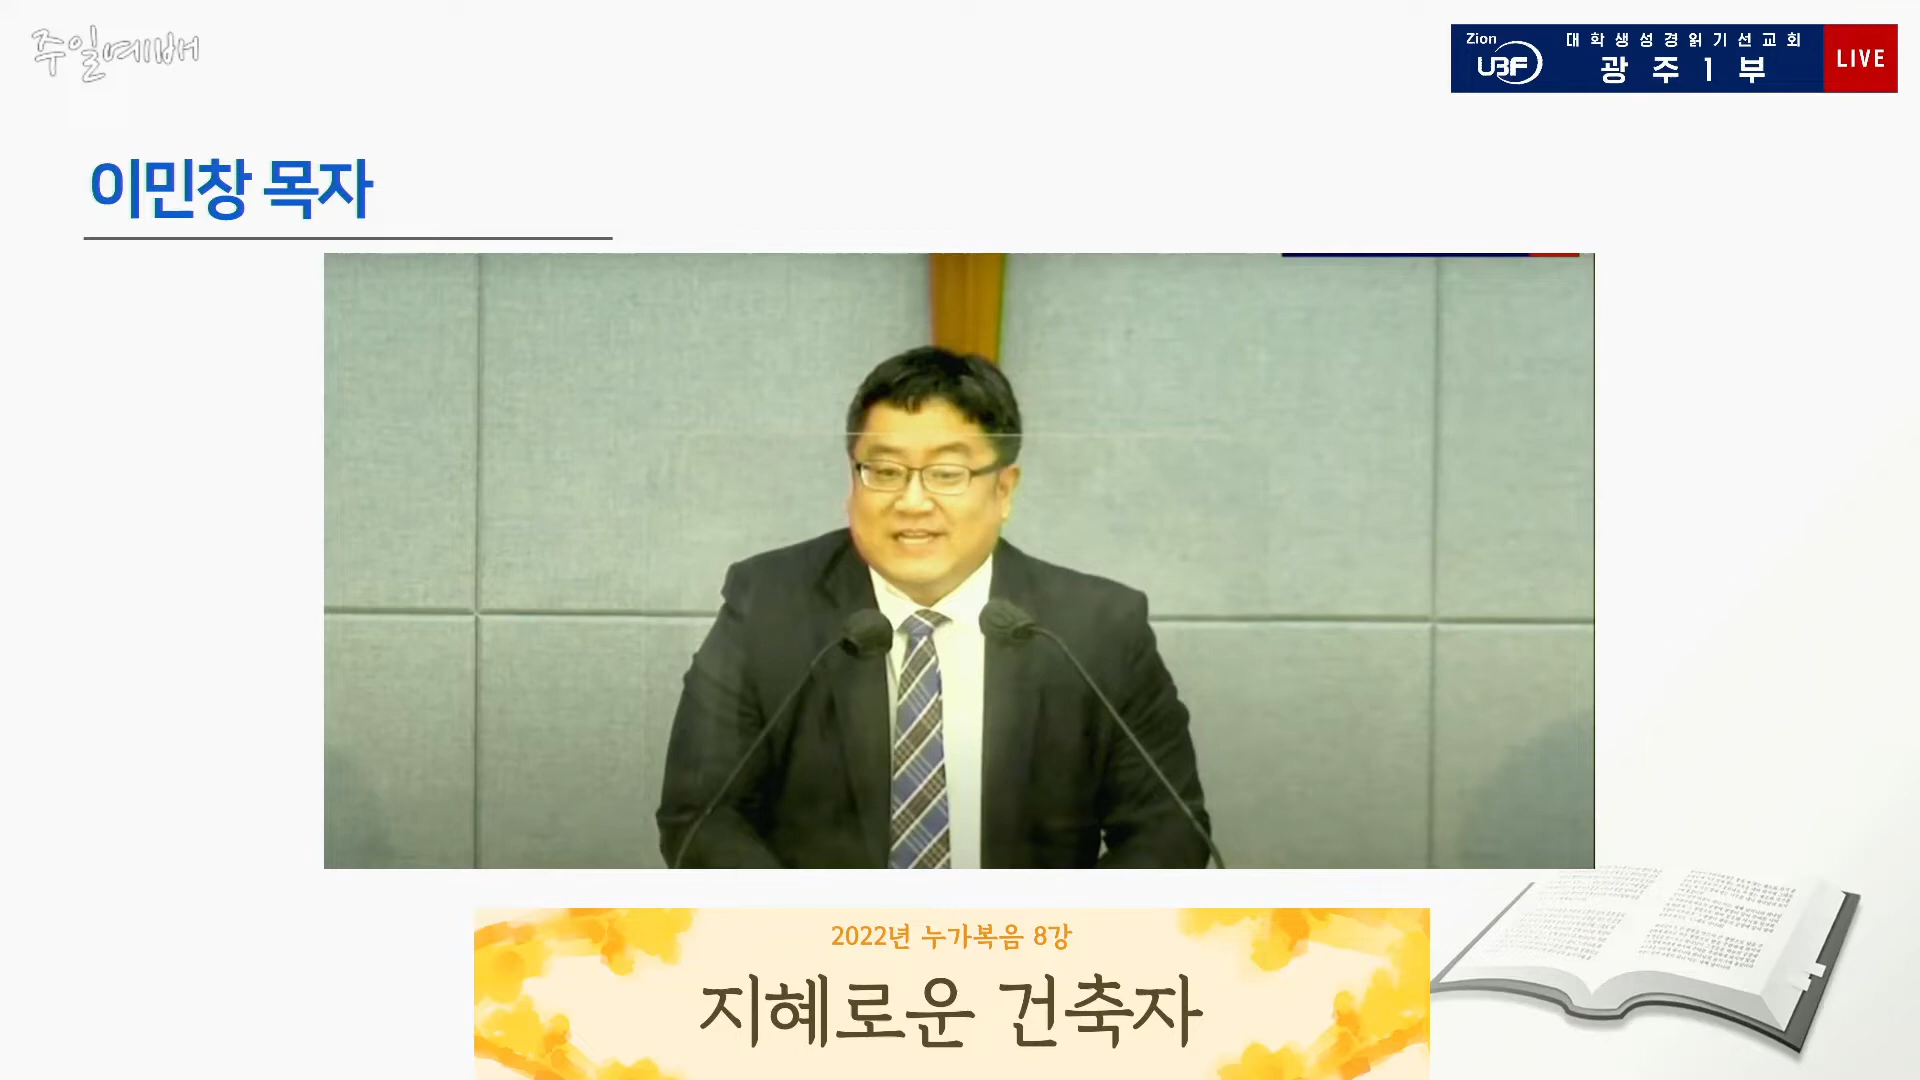 주일예배
Zion
UBF
대학생성경읽기선교회
광주1부
LIVE
이민창 목자
2022년 누가복음 8강
지혜로운 건축자